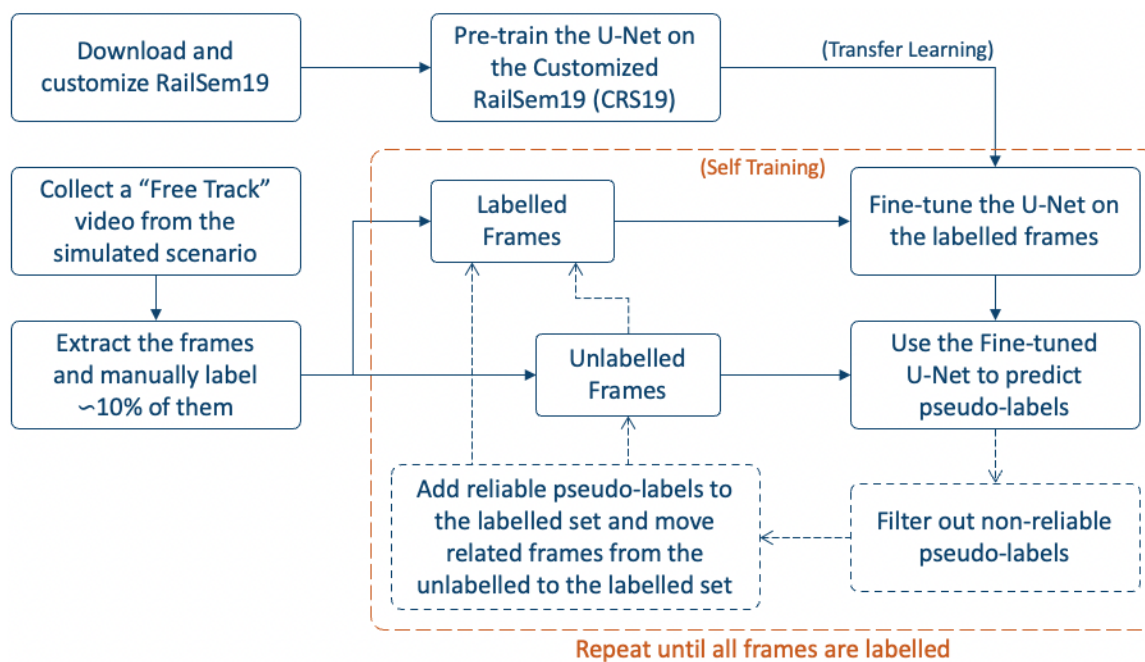 Download and
customize RailSem19
Pre-train the U-Net on
the Customized
RailSem19 (CRS19)
(Transfer Learning)
(Self Training)
Collect a “Free Track”
video from the
simulated scenario
Labelled
Frames
Fine-tune the U-Net on
the labelled frames
Extract the frames
and manually label
~10% of them
Unlabelled
Frames
Use the Fine-tuned
U-Net to predict
pseudo-labels
Add reliable pseudo-labels to
the labelled set and move
related frames from the
unlabelled to the labelled set
Filter out non-reliable
pseudo-labels
Repeat until all frames are labelled